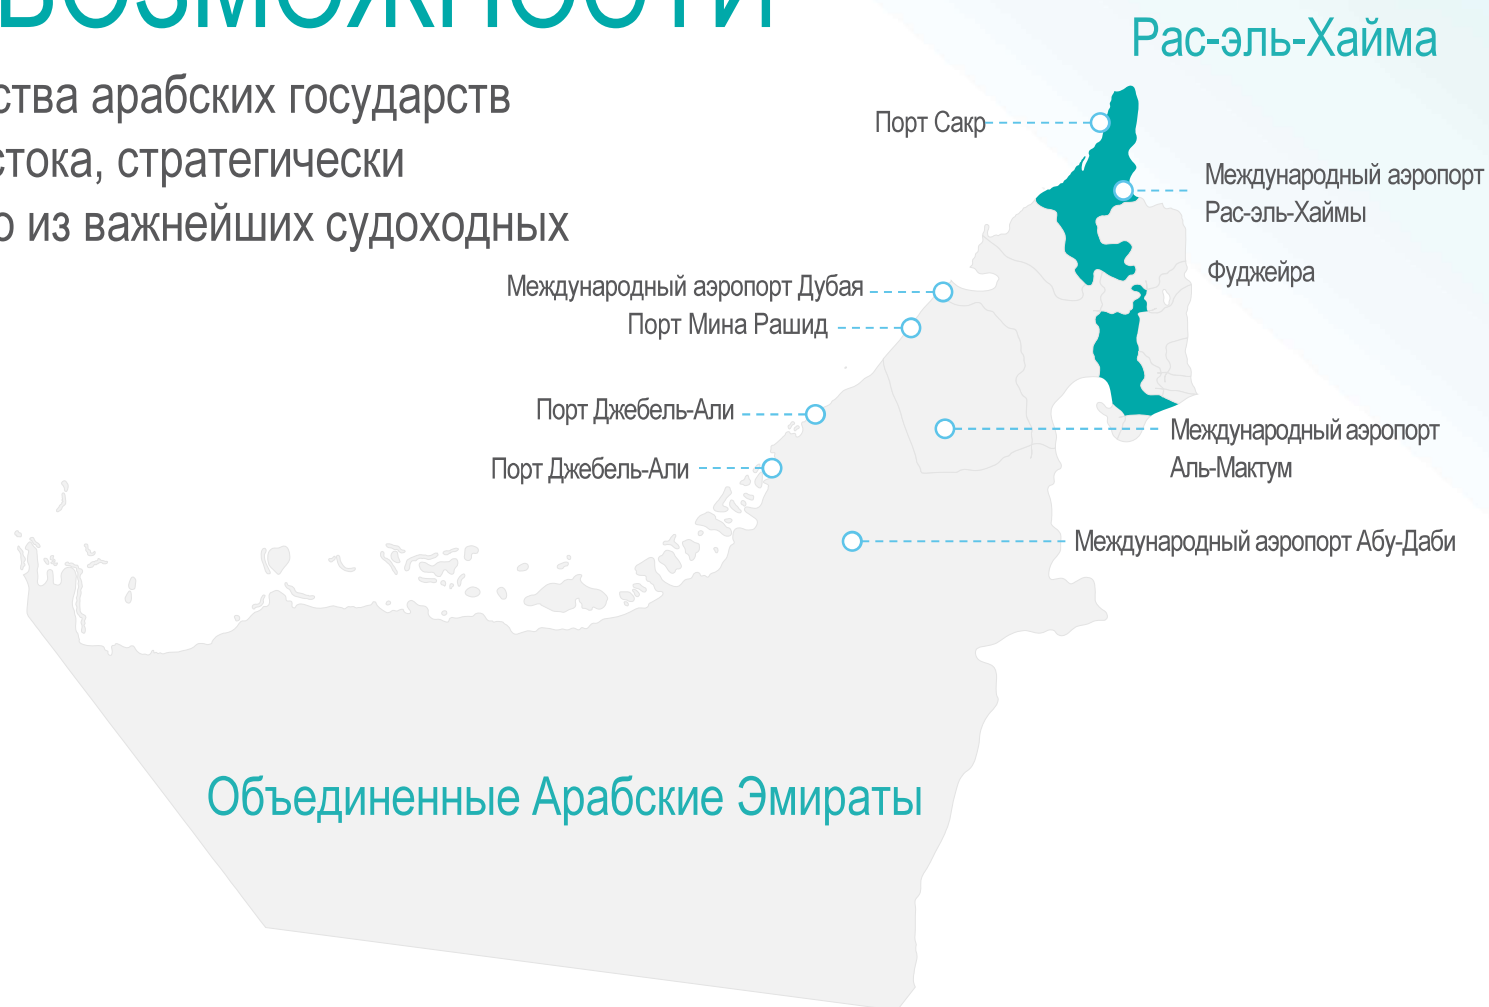 ВОЗМОЖНОСТИ
ства арабских государств
стока, стратегически
о из важнейших судоходных
Рас-эль-Хайма
Порт Сакр
Международный аэропорт
Рас-эль-Хаймы
Фуджейра
Международный аэропорт Дубая
Порт Мина Рашид
Порт Джебель-Али
Порт Джебель-Али
Международный аэропорт
Аль-Мактум
Международный аэропорт Абу-Даби
Объединенные Арабские Эмираты